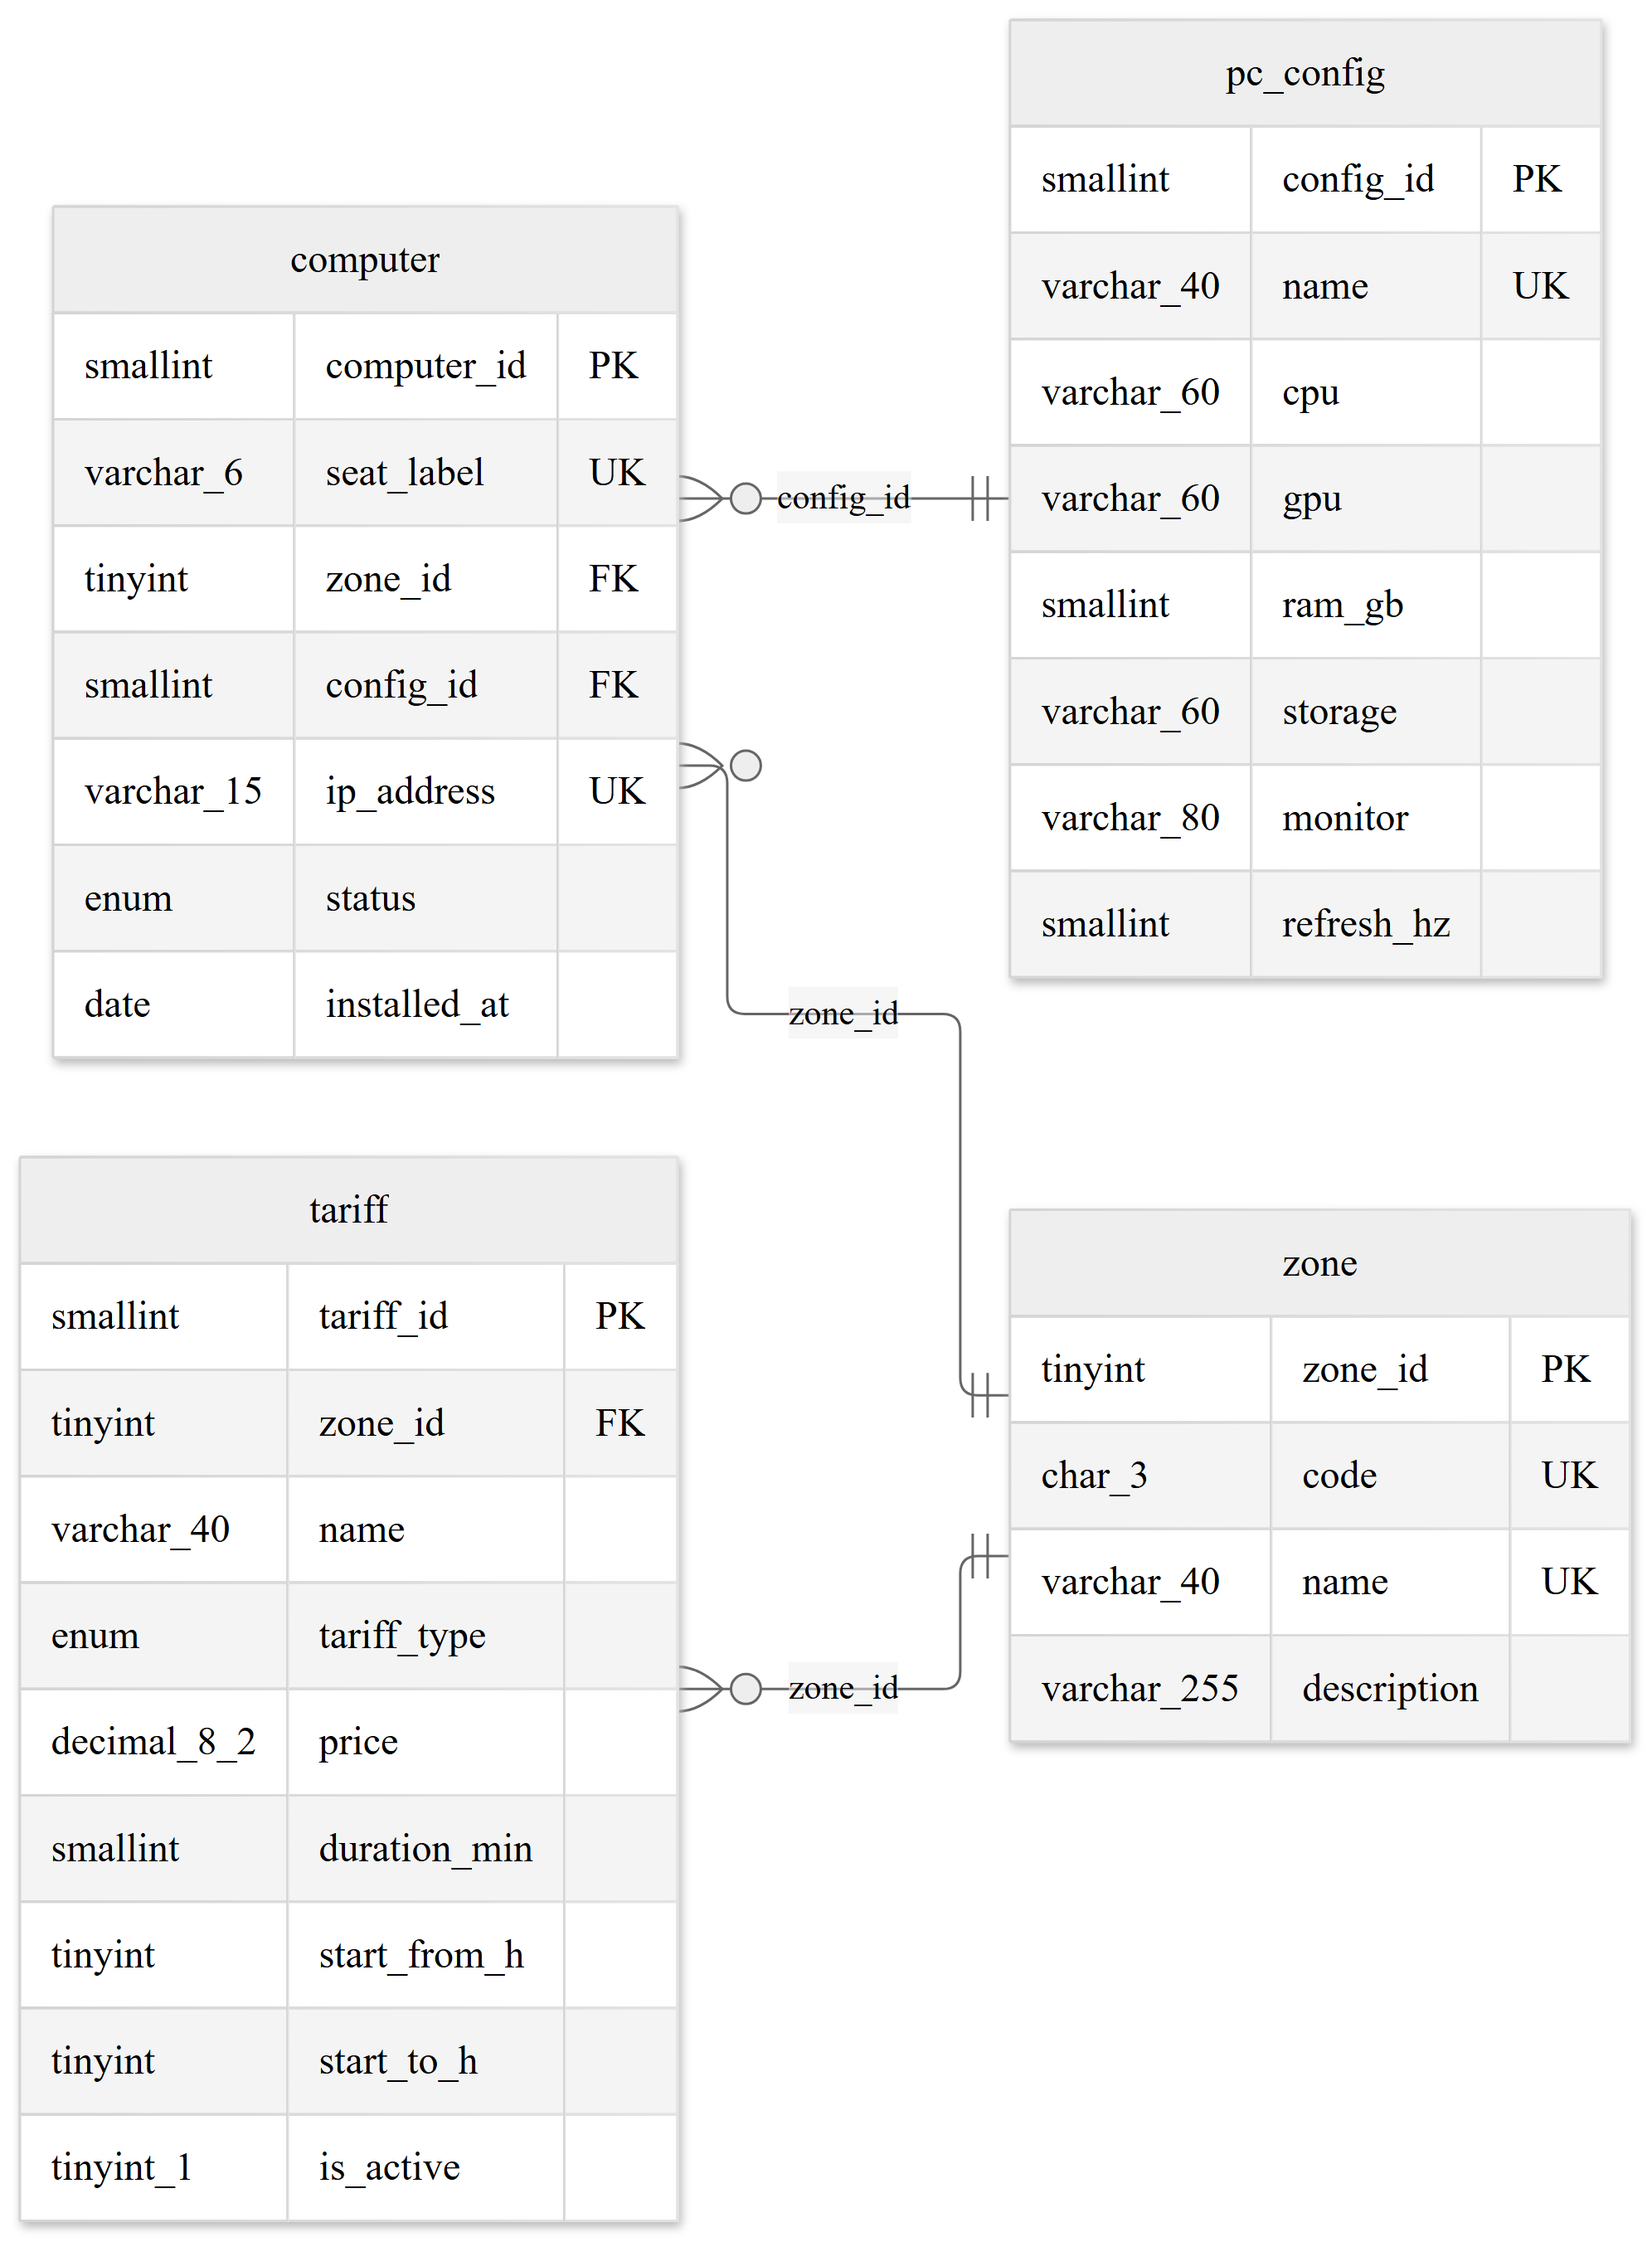 pc_config
smallint config_id PK
varchar_40 name UK
varchar_60 cpu
varchar_60 gpu
smallint ram_gb
varchar_60 storage
varchar_80 monitor
smallint refresh_hz
computer
smallint computer_id PK
varchar_6 seat_label UK
tinyint zone_id FK
smallint config_id FK
varchar_15 ip_address UK
enum status
date installed_at
config_id
zone_id
tariff
smallint tariff_id PK
tinyint zone_id FK
varchar_40 name
enum tariff_type
decimal_8_2 price
smallint duration_min
tinyint start_from_h
tinyint start_to_h
tinyint_1 is_active
zone_id
zone
tinyint zone_id PK
char_3 code UK
varchar_40 name UK
varchar_255 description